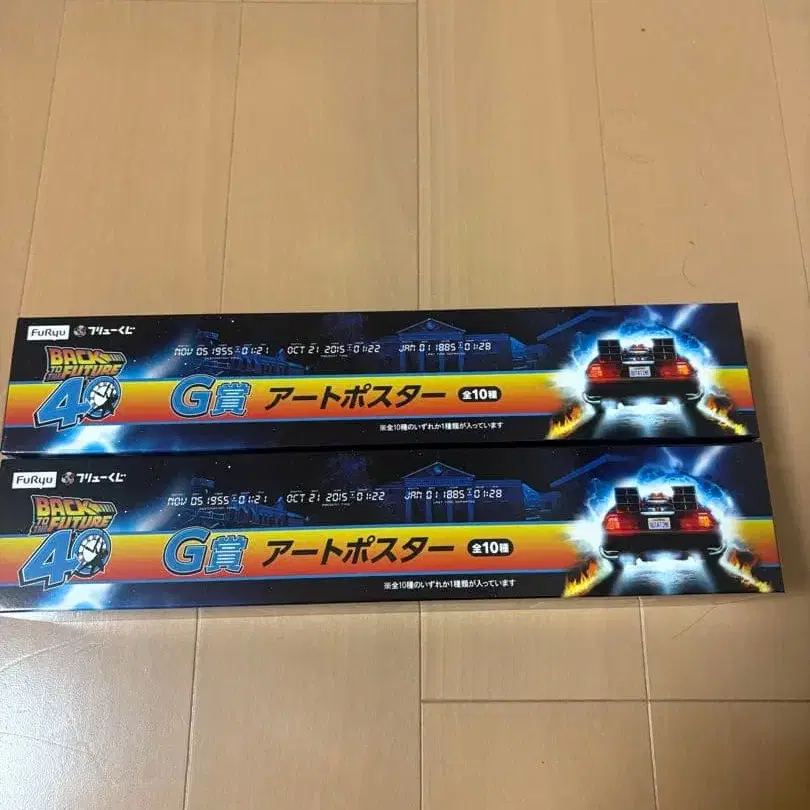 FuRyu フリューくじ
BACK TO THE FUTURE
40
NOV 05 1955 01:21 OCT 21 2015 01:22 JAN 01 1885 01:28
G賞 アートポスター 全10種
※全10種のいずれか1種類が入っています
FuRyu フリューくじ
BACK TO THE FUTURE
40
NOV 05 1955 01:21 OCT 21 2015 01:22 JAN 01 1885 01:28
G賞 アートポスター 全10種
※全10種のいずれか1種類が入っています